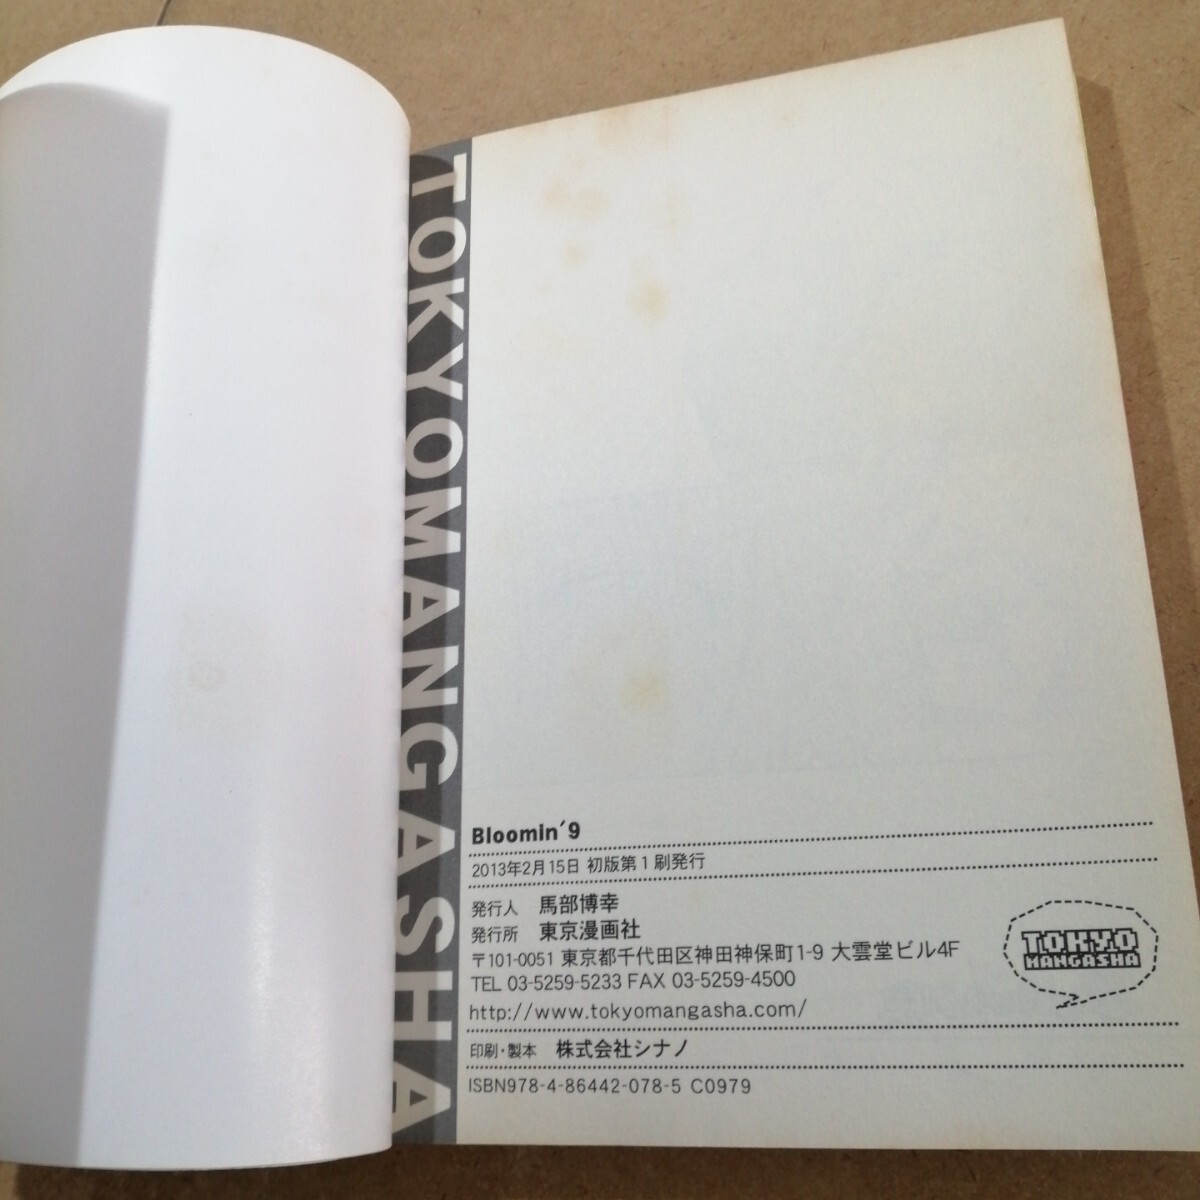 TOKYOMANGASHA
Bloomin´9
2013年2月15日 初版第1刷発行
発行人 馬部博幸
発行所 東京漫画社
〒101-0051 東京都千代田区神田神保町1-9 大雲堂ビル4F
TEL 03-5259-5233 FAX 03-5259-4500
http://www.tokyomangasha.com/
TOKYO
MANGASHA
印刷・製本 株式会社シナノ
ISBN978-4-86442-078-5 C0979